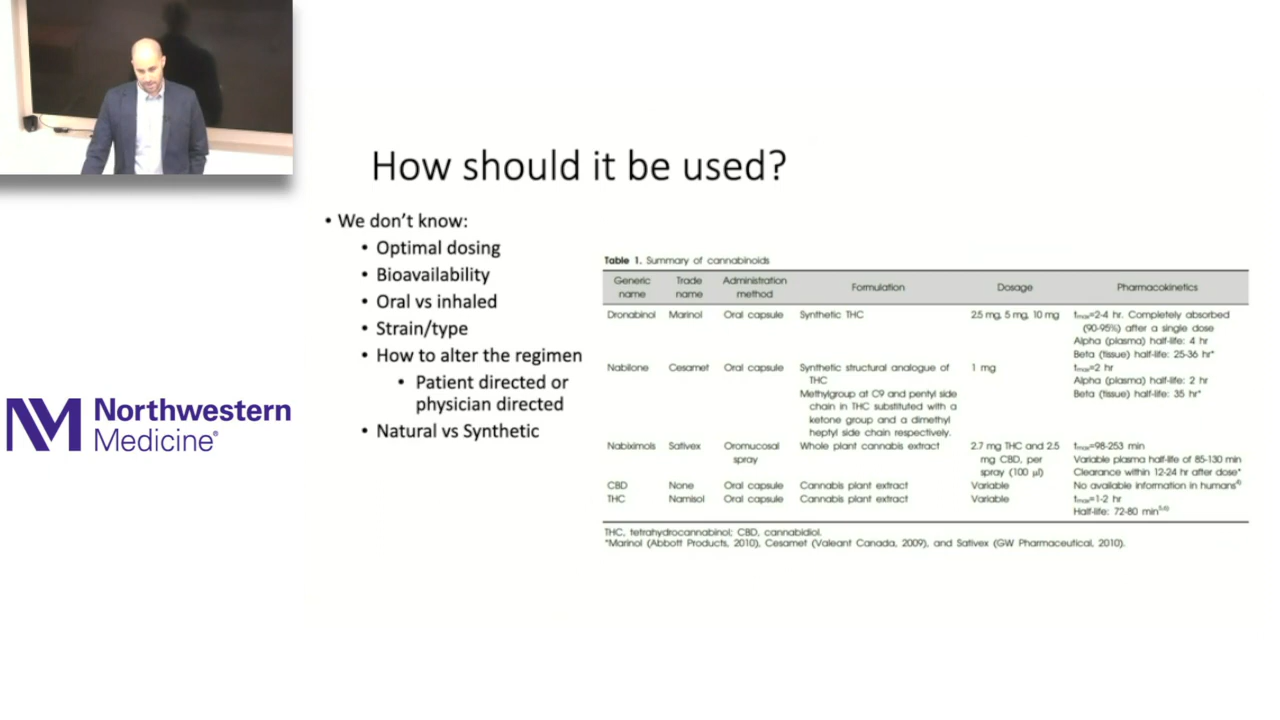 How should it be used?
• We don't know:
• Optimal dosing
• Bioavailability
• Oral vs inhaled
• Strain/type
• How to alter the regimen
• Patient directed or
physician directed
• Natural vs Synthetic
Northwestern
Medicine®
Table 1. Summary of cannabinoids
Generic name Trade name Administration method Formulation Dosage Pharmacokinetics
Dronabinol Marinol Oral capsule Synthetic THC 2.5 mg, 5 mg, 10 mg tmax=2-4 hr. Completely absorbed
(90-95%) after a single dose
Alpha (plasma) half-life: 4 hr
Beta (tissue) half-life: 25-36 hr*
Nabilone Cesamet Oral capsule Synthetic structural analogue of 1 mg tmax=2 hr
THC Alpha (plasma) half-life: 2 hr
Methylgroup at C9 and pentyl side Beta (tissue) half-life: 35 hr*
chain in THC substituted with a
ketone group and a dimethyl
heptyl side chain respectively.
Nabiximols Sativex Oromucosal Whole plant cannabis extract 2.7 mg THC and 2.5 tmax=98-253 min
spray mg CBD, per Variable plasma half-life of 85-130 min
spray (100 μl) Clearance within 12-24 hr after dose*
CBD None Oral capsule Cannabis plant extract Variable No available information in humans4)
THC Namisol Oral capsule Cannabis plant extract Variable tmax=1-2 hr
Half-life: 72-80 min5,6)
THC, tetrahydrocannabinol; CBD, cannabidiol.
*Marinol (Abbott Products, 2010), Cesamet (Valeant Canada, 2009), and Sativex (GW Pharmaceutical, 2010).